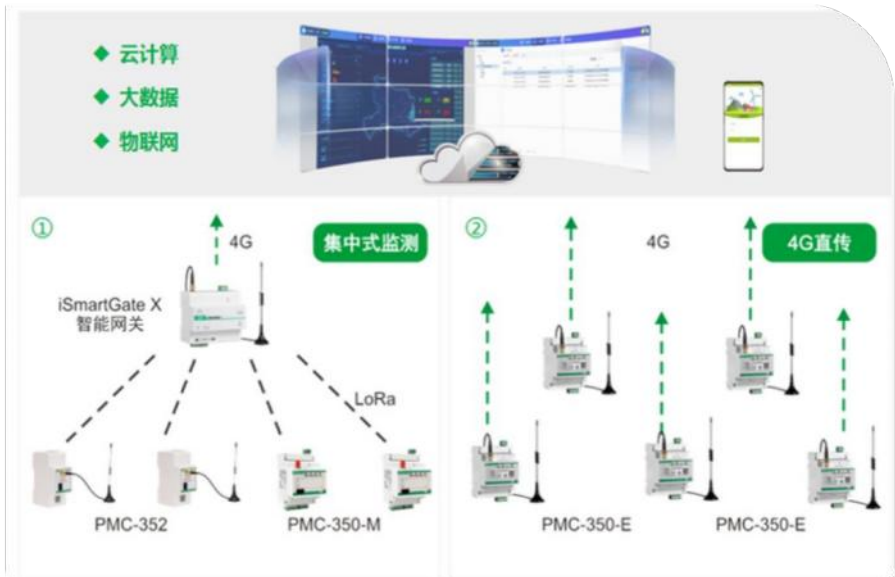 云计算
大数据
物联网
①
4G
集中式监测
iSmartGate X
智能网关
LoRa
PMC-352
PMC-350-M
②
4G
4G直传
PMC-350-E
PMC-350-E